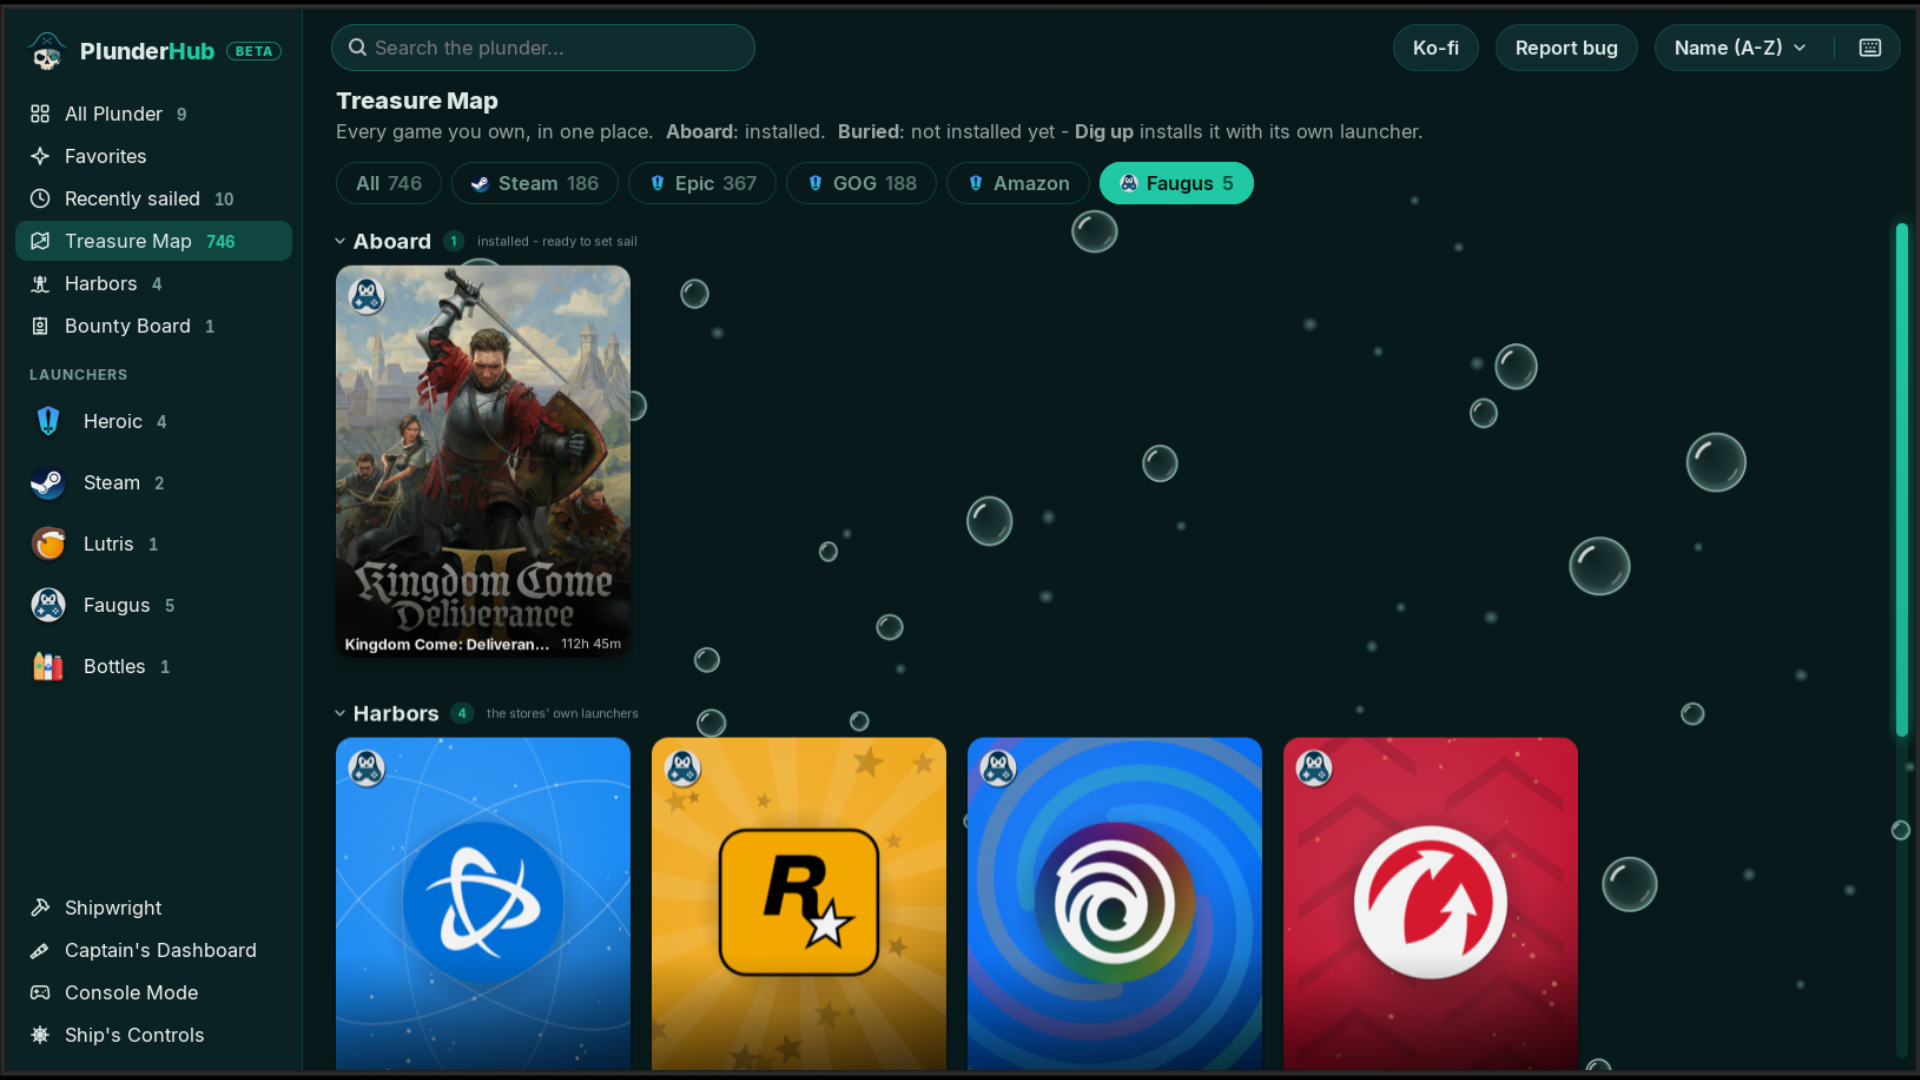 PlunderHub BETA
Search the plunder...
Ko-fi
Report bug
Name (A-Z)
All Plunder 9
Favorites
Recently sailed 10
Treasure Map 746
Harbors 4
Bounty Board 1
LAUNCHERS
Heroic 4
Steam 2
Lutris 1
Faugus 5
Bottles 1
Shipwright
Captain's Dashboard
Console Mode
Ship's Controls
Treasure Map
Every game you own, in one place. Aboard: installed. Buried: not installed yet - Dig up installs it with its own launcher.
All 746
Steam 186
Epic 367
GOG 188
Amazon
Faugus 5
Aboard 1 installed - ready to set sail
II
Kingdom Come
Deliverance
Kingdom Come: Deliveran... 112h 45m
Harbors 4 the stores' own launchers
R